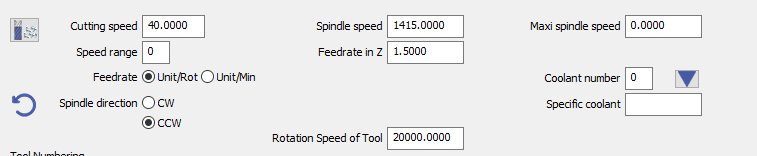 Cutting speed 40.0000 Spindle speed 1415.0000 Maxi spindle speed 0.0000
Speed range 0 Feedrate in Z 1.5000
Feedrate Unit/Rot Unit/Min Coolant number 0
Spindle direction CW Specific coolant
CCW
Rotation Speed of Tool 20000.0000
Tool Numbering